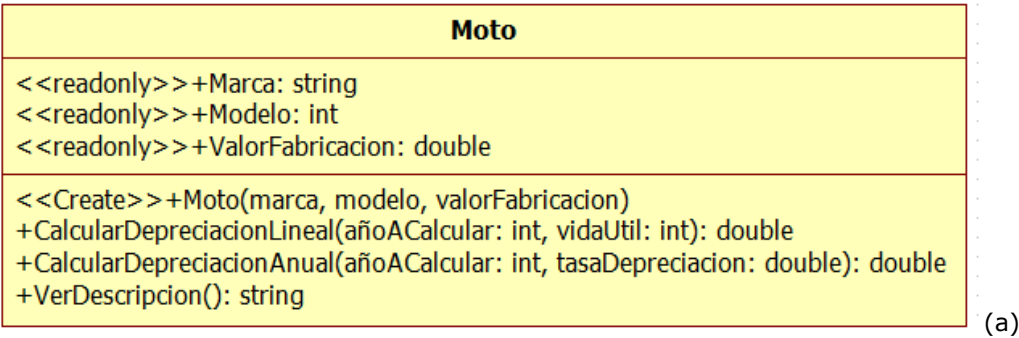 Moto
<<readonly>>+Marca: string
<<readonly>>+Modelo: int
<<readonly>>+ValorFabricacion: double
<<Create>>+Moto(marca, modelo, valorFabricacion)
+CalcularDepreciacionLineal(añoACalcular: int, vidaUtil: int): double
+CalcularDepreciacionAnual(añoACalcular: int, tasaDepreciacion: double): double
+VerDescripcion(): string
(a)